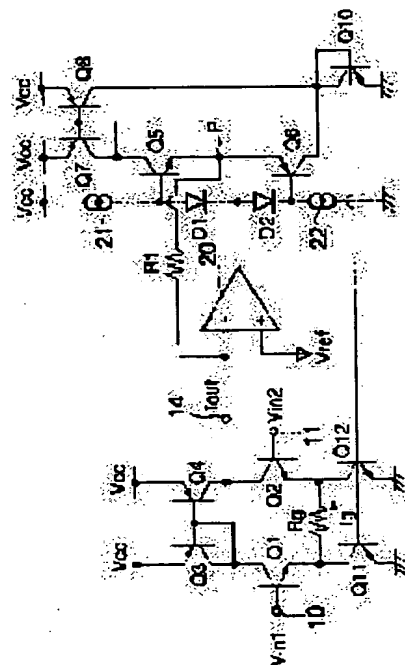 Vcc
Vcc
Vcc
Q8
Q7
Q5
P
Q6
Q10
21
D1
D2
22
20
R1
-
+
Vref
14
Iout
Vcc
Vcc
Q4
Q3
Vin2
11
Q2
Q12
Rg
Ig
Q1
Q11
10
Vin1